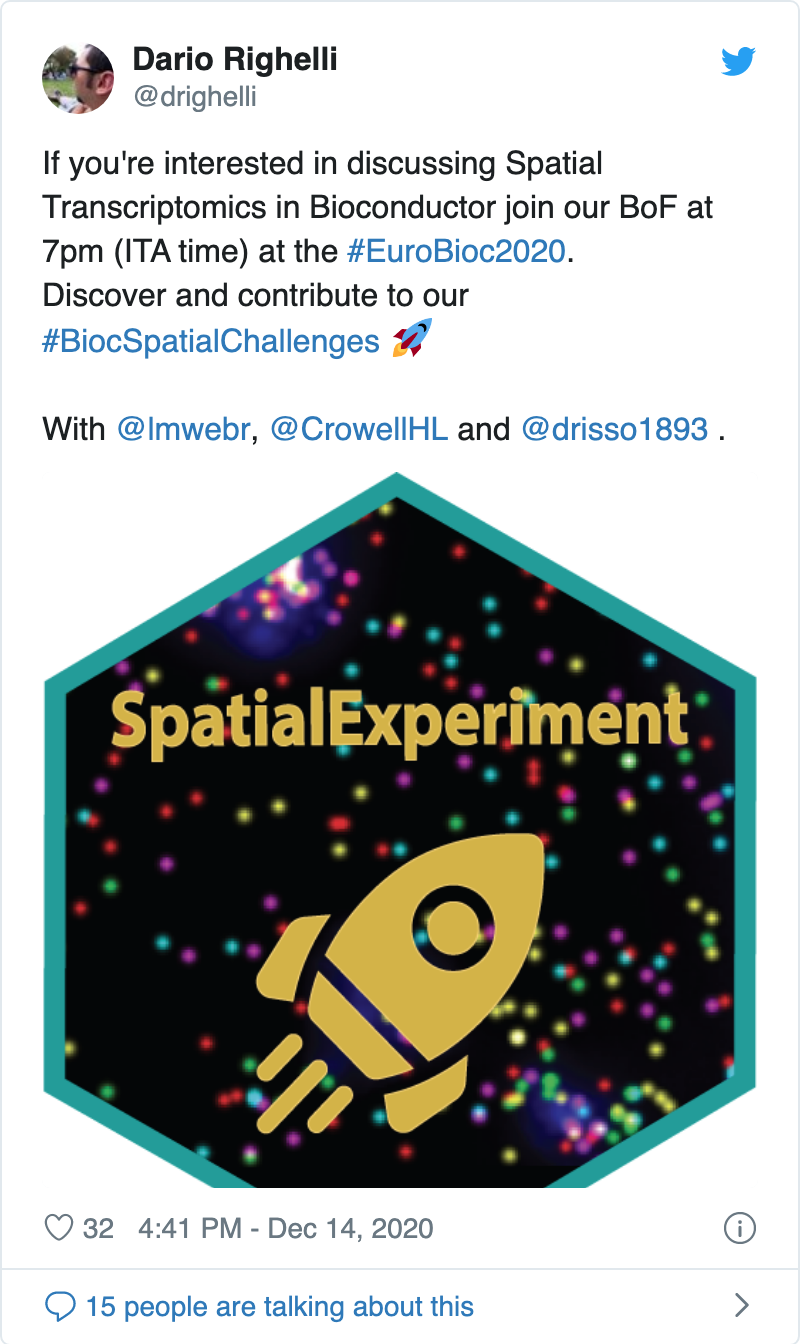 Dario Righelli
@drighelli
If you're interested in discussing Spatial
Transcriptomics in Bioconductor join our BoF at
7pm (ITA time) at the #EuroBioc2020.
Discover and contribute to our
#BiocSpatialChallenges 🚀
With @lmwebr, @CrowellHL and @drisso1893 .
SpatialExperiment
32 4:41 PM - Dec 14, 2020
15 people are talking about this